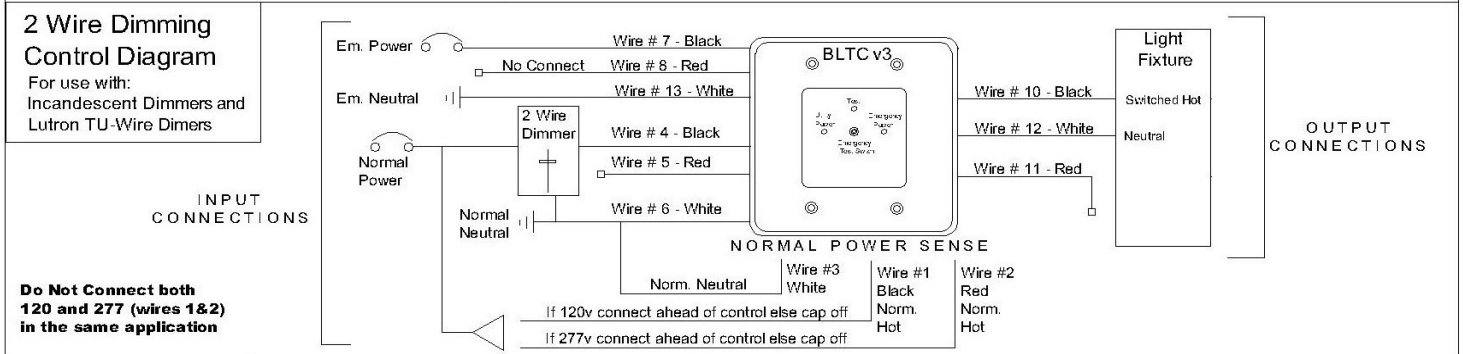 2 Wire Dimming
Control Diagram
For use with:
Incandescent Dimmers and
Lutron TU-Wire Dimers
INPUT
CONNECTIONS
Do Not Connect both
120 and 277 (wires 1&2)
in the same application
Em. Power
No Connect
Em. Neutral
Normal
Power
2 Wire
Dimmer
Normal
Neutral
Wire # 7 - Black
Wire # 8 - Red
Wire # 13 - White
Wire # 4 - Black
Wire # 5 - Red
Wire # 6 - White
BLTC v3
Power
Emergency
Power
Emergency
NORMAL POWER SENSE
Norm. Neutral
Wire #3
White
Wire #1
Black
Norm.
Hot
Wire #2
Red
Norm.
Hot
If 120v connect ahead of control else cap off
If 277v connect ahead of control else cap off
Wire # 10 - Black
Wire # 12 - White
Wire # 11 - Red
Light
Fixture
Switched Hot
Neutral
OUTPUT
CONNECTIONS